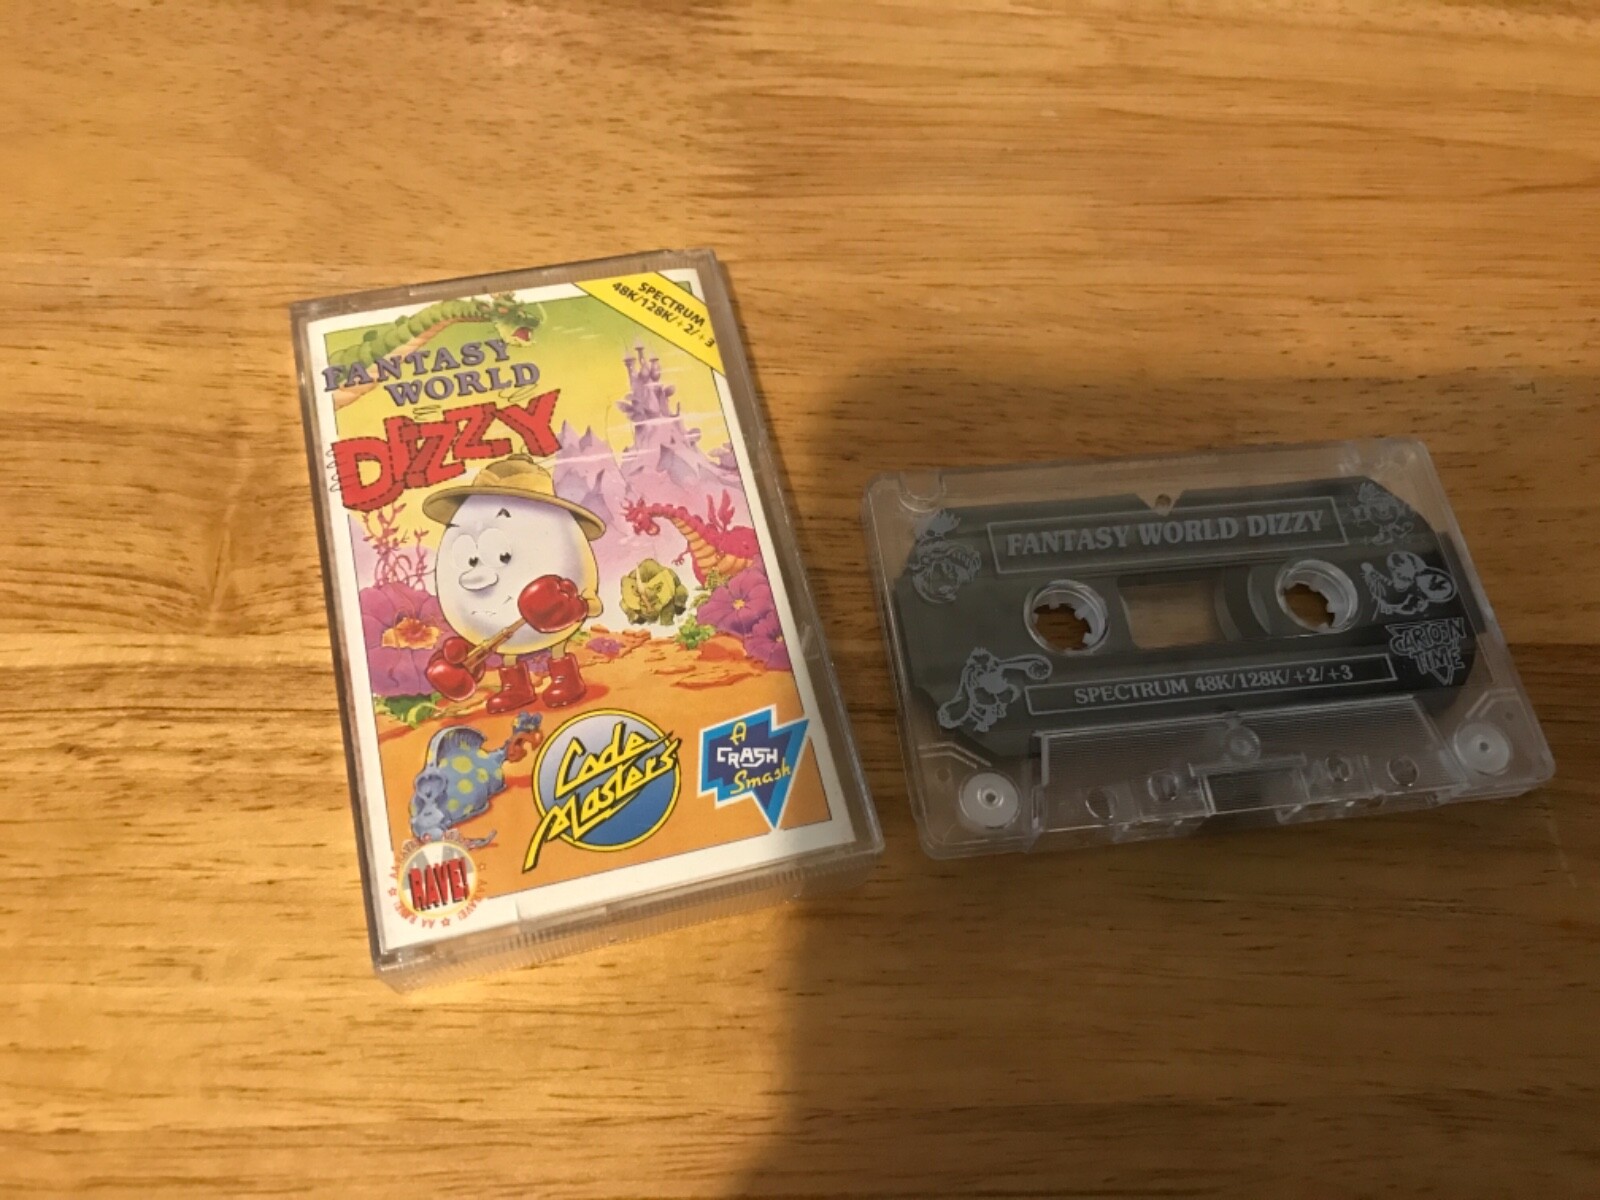 SPECTRUM
48K/128K/+2/+3
FANTASY
WORLD
DIZZY
Code
Masters
A
CRASH
Smash
RAVE!
FANTASY WORLD DIZZY
CARTOON
TIME
SPECTRUM 48K/128K/+2/+3